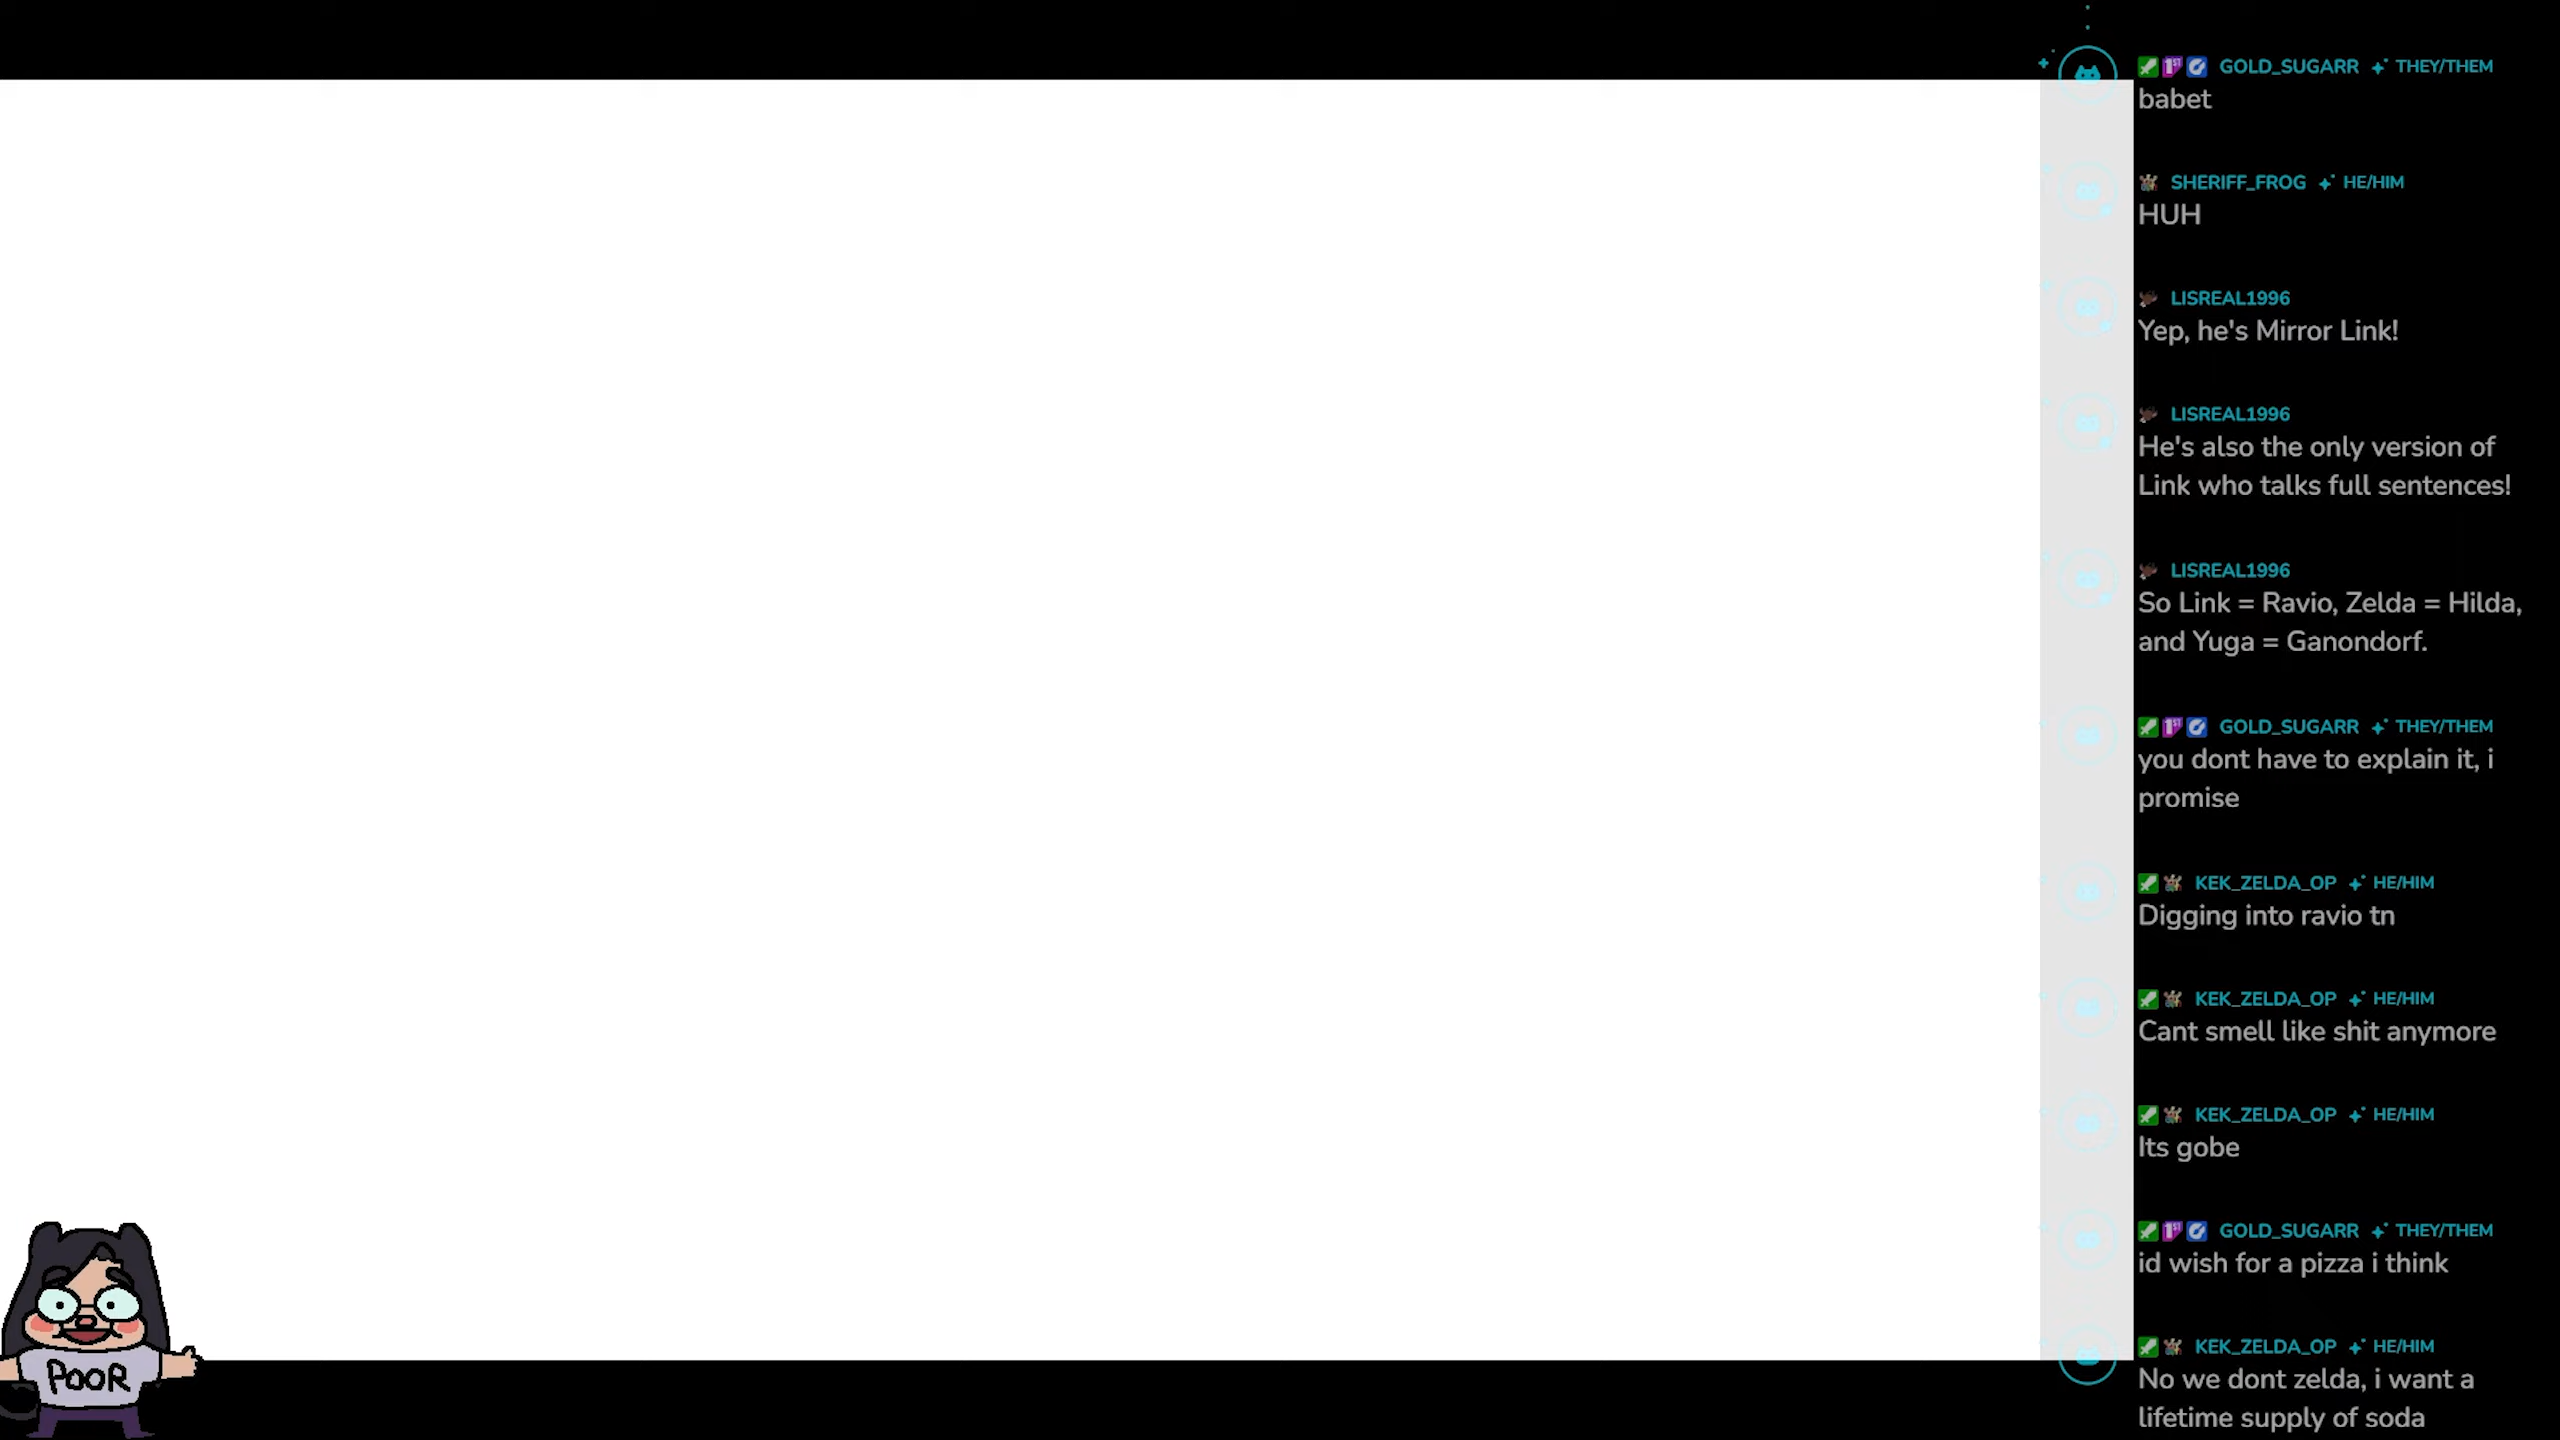 GOLD_SUGARR THEY/THEM
babet
SHERIFF_FROG HE/HIM
HUH
LISREAL1996
Yep, he's Mirror Link!
LISREAL1996
He's also the only version of
Link who talks full sentences!
LISREAL1996
So Link = Ravio, Zelda = Hilda,
and Yuga = Ganondorf.
GOLD_SUGARR THEY/THEM
you dont have to explain it, i
promise
KEK_ZELDA_OP HE/HIM
Digging into ravio tn
KEK_ZELDA_OP HE/HIM
Cant smell like shit anymore
KEK_ZELDA_OP HE/HIM
Its gobe
GOLD_SUGARR THEY/THEM
id wish for a pizza i think
KEK_ZELDA_OP HE/HIM
No we dont zelda, i want a
lifetime supply of soda
POOR